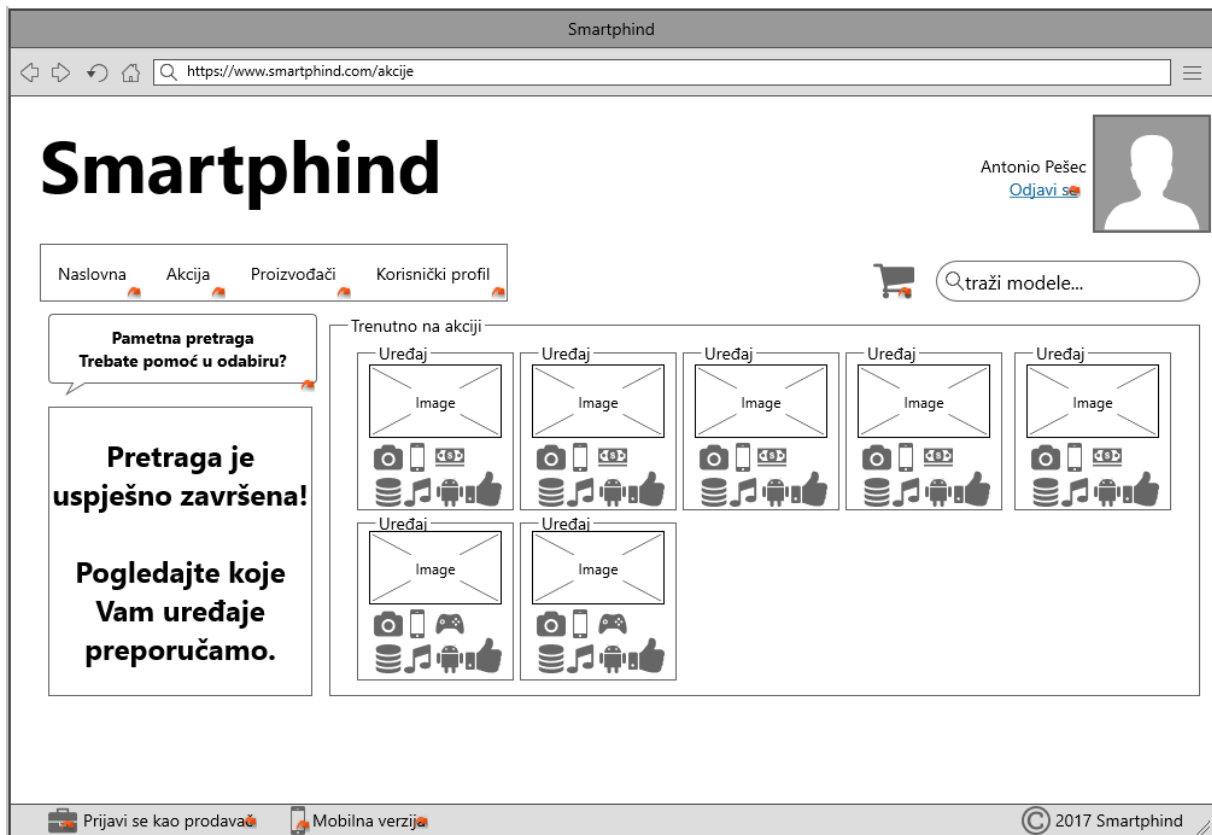 Smartphind
https://www.smartphind.com/akcije
Smartphind
Antonio Pešec
Odjavi se
Naslovna
Akcija
Proizvođači
Korisnički profil
traži modele...
Pametna pretraga
Trebate pomoć u odabiru?
Pretraga je
uspješno završena!
Pogledajte koje
Vam uređaje
preporučamo.
Trenutno na akciji
Uređaj
Uređaj
Uređaj
Uređaj
Uređaj
Image
Image
Image
Image
Image
Uređaj
Uređaj
Image
Image
Prijavi se kao prodavač
Mobilna verzija
© 2017 Smartphind